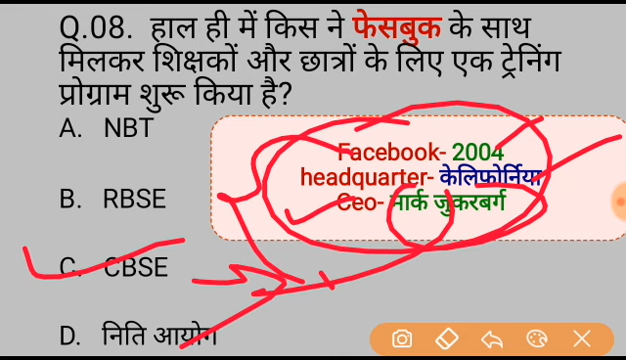 Q.08. हाल ही में किस ने फेसबुक के साथ
मिलकर शिक्षकों और छात्रों के लिए एक ट्रेनिंग
प्रोग्राम शुरू किया है?
A. NBT
Facebook- 2004
headquarter- केलिफोर्निया
Ceo- मार्क जुकरबर्ग
B. RBSE
C. CBSE
D. निति आयोग